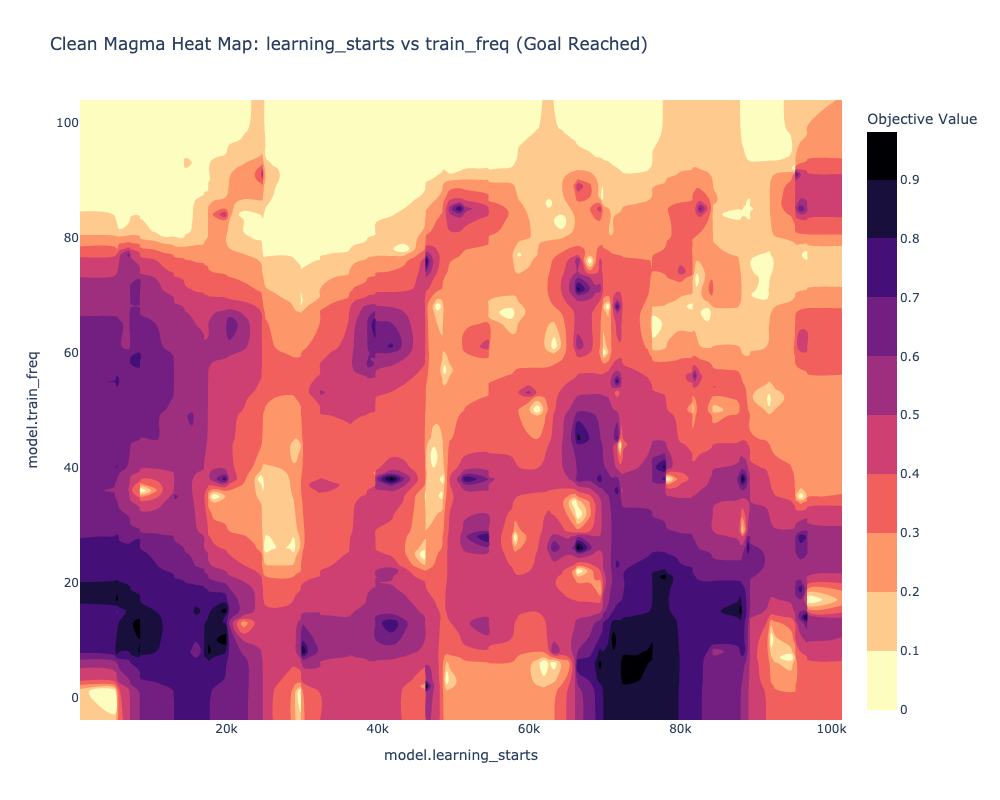 Clean Magma Heat Map: learning_starts vs train_freq (Goal Reached)
Objective Value
0.9
0.8
0.7
0.6
0.5
0.4
0.3
0.2
0.1
0
100
80
60
40
20
0
model.train_freq
20k
40k
60k
80k
100k
model.learning_starts